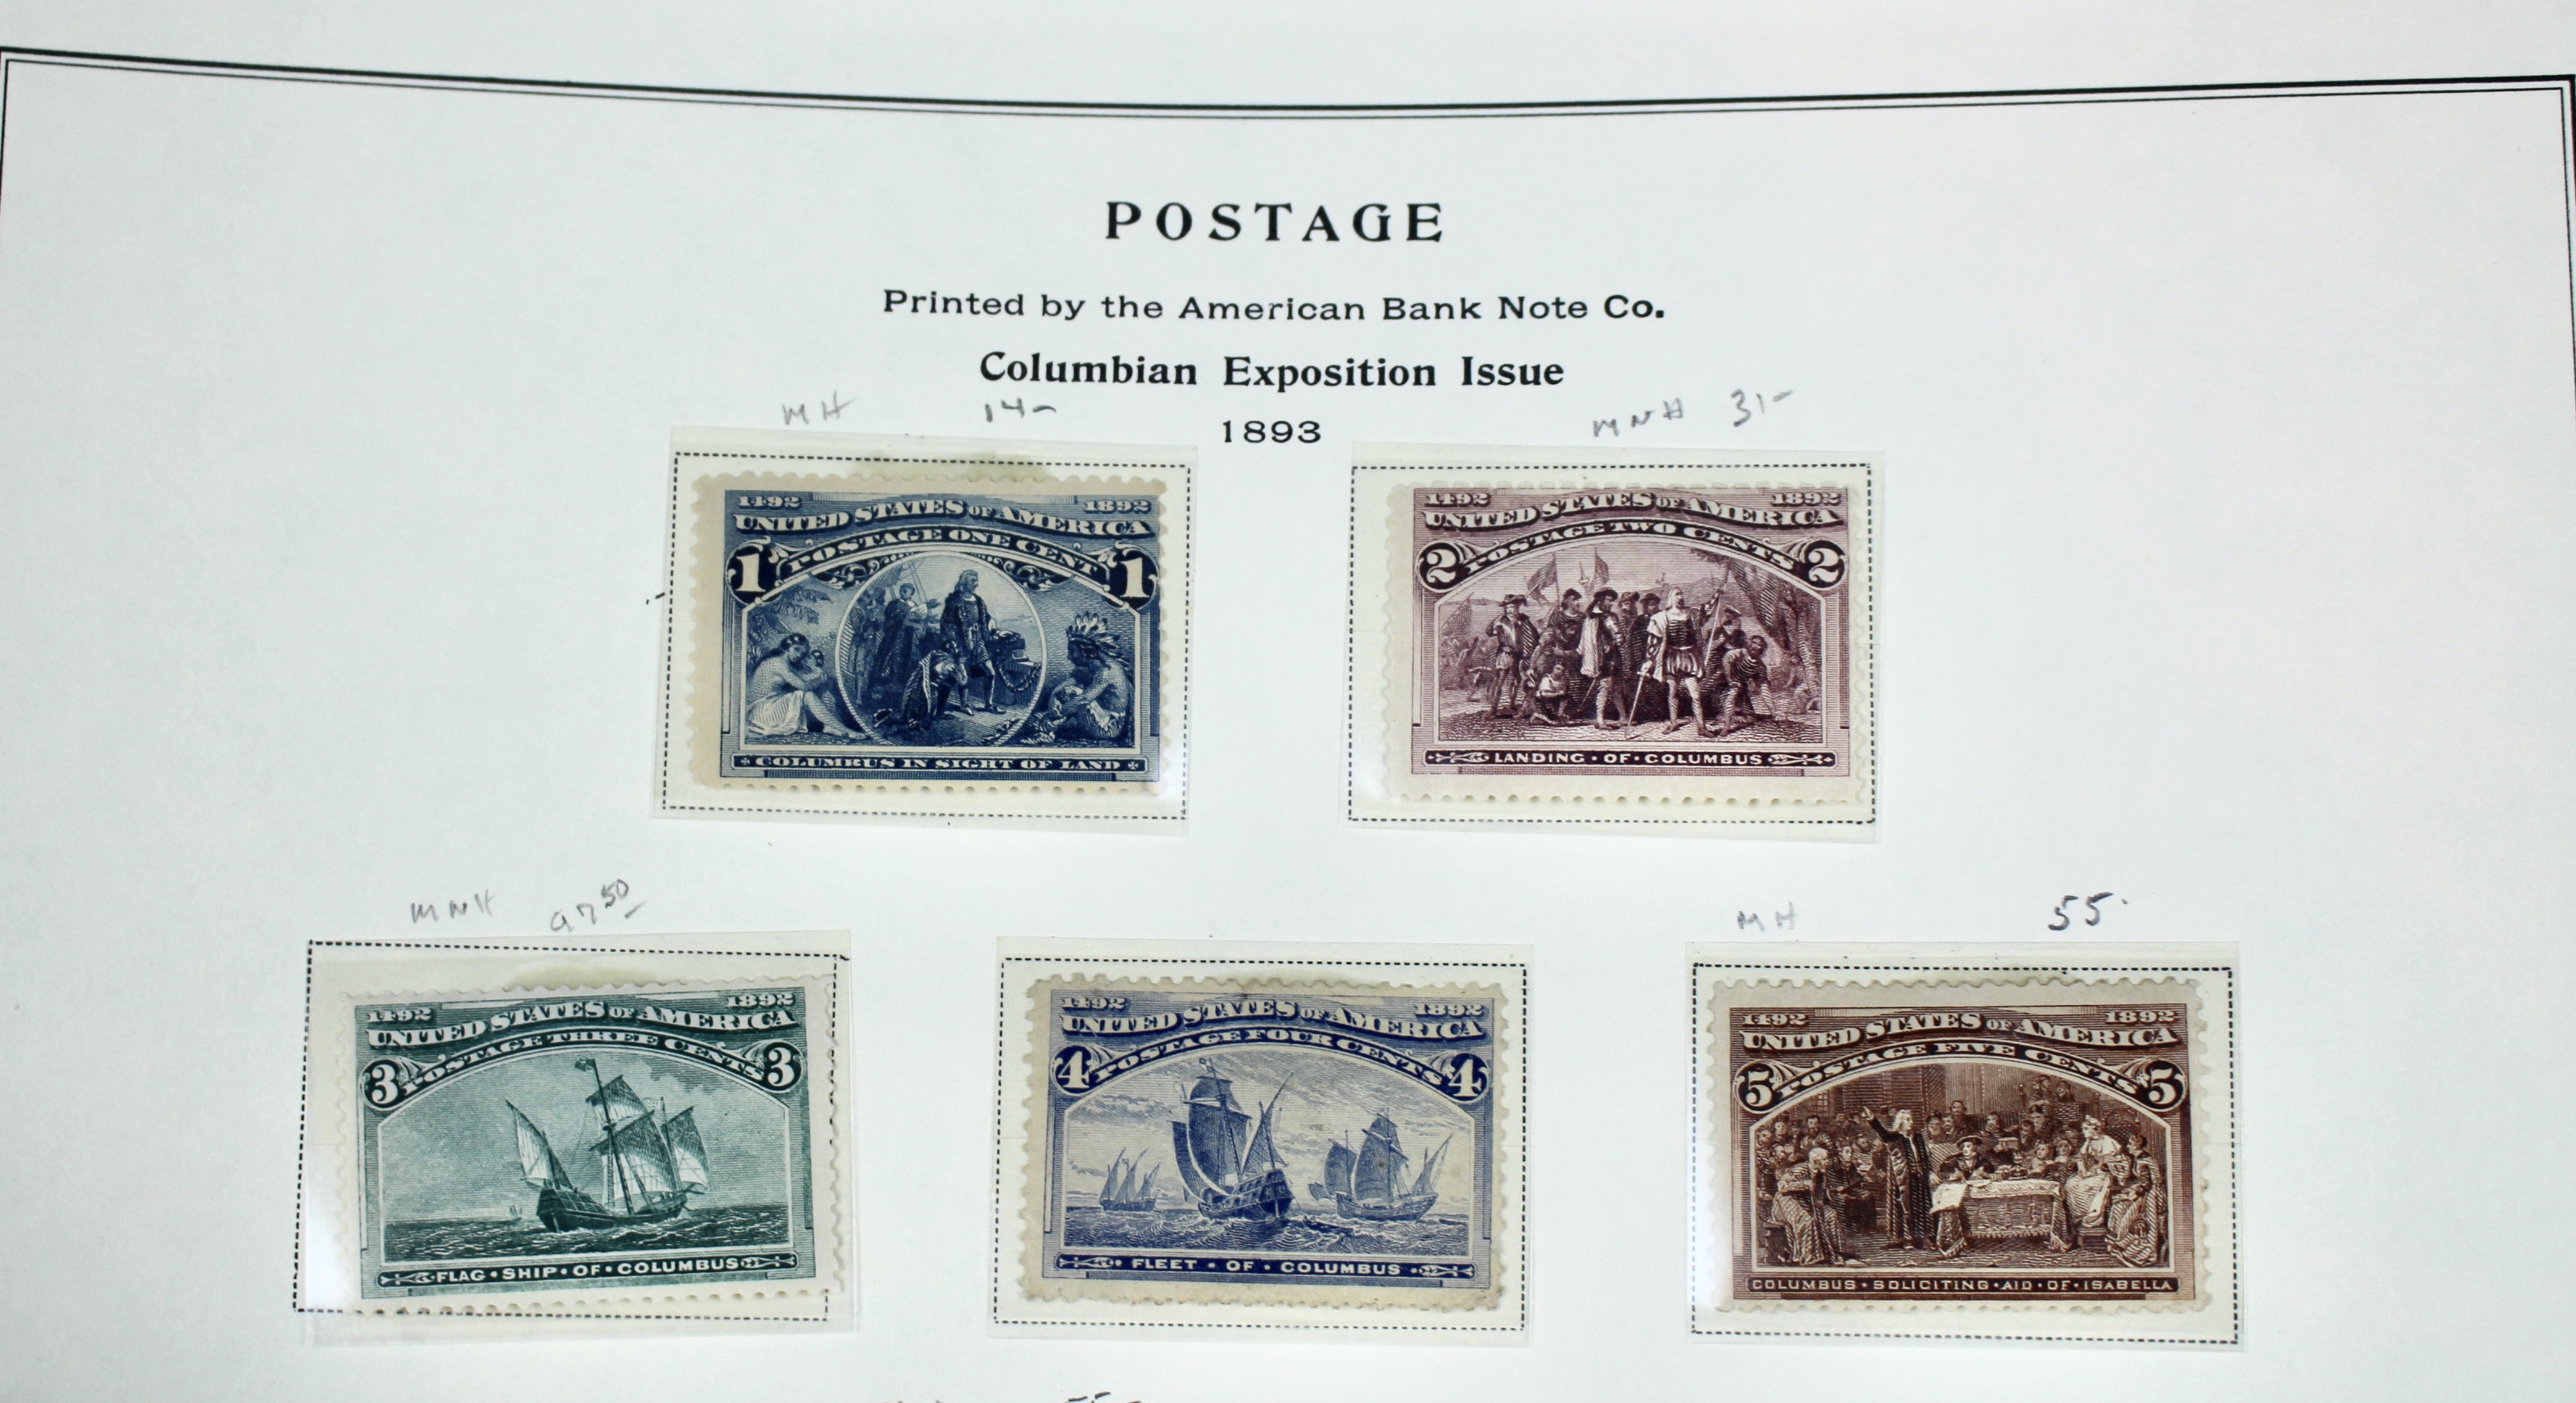 POSTAGE
Printed by the American Bank Note Co.
Columbian Exposition Issue
1893
MH 14-
MNH 31-
1492 1892
UNITED STATES OF AMERICA
POSTAGE ONE CENT
1 1
COLUMBUS IN SIGHT OF LAND
1492 1892
UNITED STATES OF AMERICA
POSTAGE TWO CENTS
2 2
LANDING · OF · COLUMBUS
MNH 97 50
MH 55-
1492 1892
UNITED STATES OF AMERICA
POSTAGE THREE CENTS
3 3
FLAG · SHIP · OF · COLUMBUS
1492 1892
UNITED STATES OF AMERICA
POSTAGE FOUR CENTS
4 4
FLEET · OF · COLUMBUS
1492 1892
UNITED STATES OF AMERICA
POSTAGE FIVE CENTS
5 5
COLUMBUS · SOLICITING · AID · OF · ISABELLA